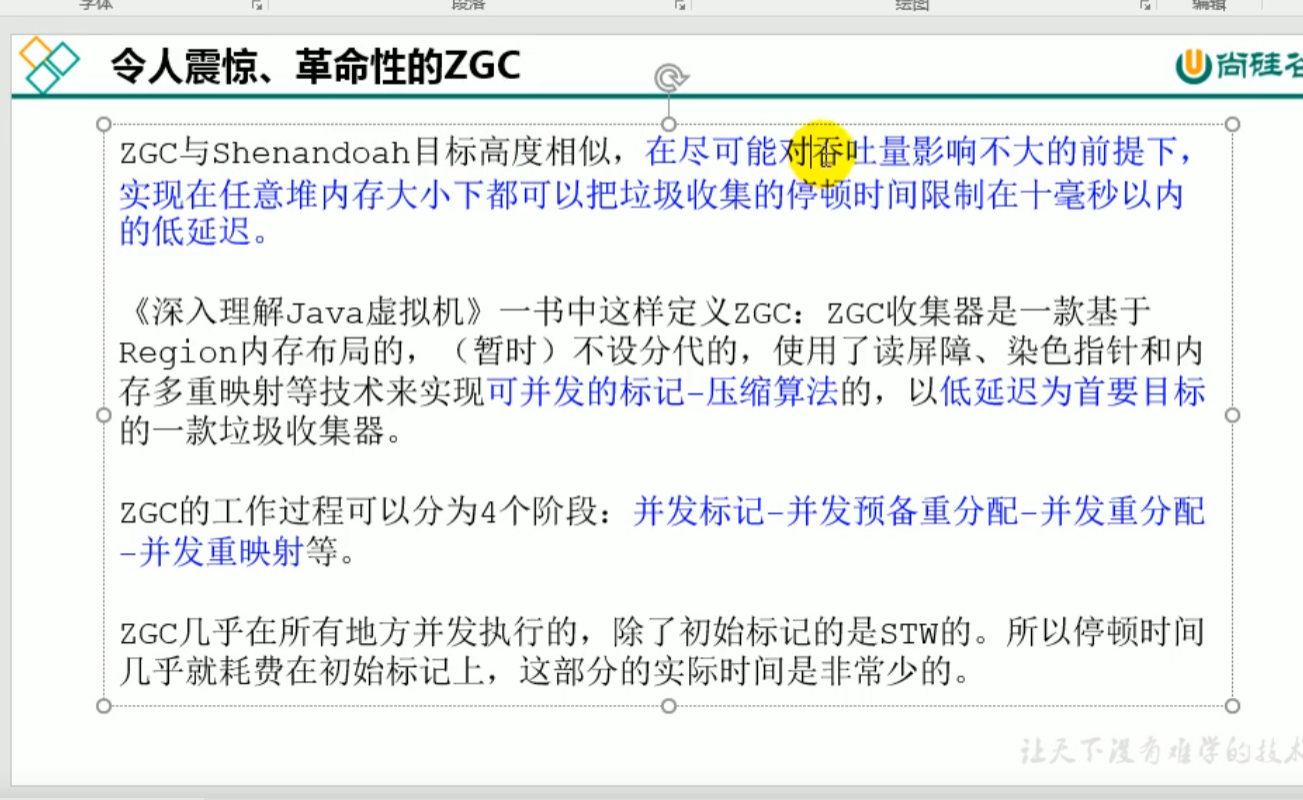 字体 段落 绘图 编辑
令人震惊、革命性的ZGC
尚硅谷
ZGC与Shenandoah目标高度相似，在尽可能对吞吐量影响不大的前提下，
实现在任意堆内存大小下都可以把垃圾收集的停顿时间限制在十毫秒以内
的低延迟。
《深入理解Java虚拟机》一书中这样定义ZGC：ZGC收集器是一款基于
Region内存布局的，（暂时）不设分代的，使用了读屏障、染色指针和内
存多重映射等技术来实现可并发的标记-压缩算法的，以低延迟为首要目标
的一款垃圾收集器。
ZGC的工作过程可以分为4个阶段：并发标记-并发预备重分配-并发重分配
-并发重映射等。
ZGC几乎在所有地方并发执行的，除了初始标记的是STW的。所以停顿时间
几乎就耗费在初始标记上，这部分的实际时间是非常少的。
让天下没有难学的技术